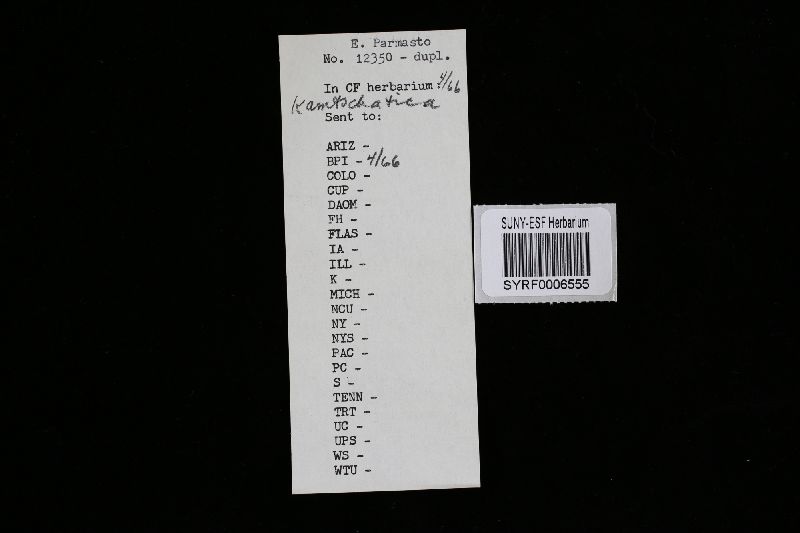 E. Parmasto
No. 12350 - dupl.
In CF herbarium: 4/66
Kamtschatica
Sent to:
ARIZ -
BPI - 4/66
COLO -
CUP -
DAOM -
FH -
FLAS -
IA -
ILL -
K -
MICH -
NCU -
NY -
NYS -
PAC -
PC -
S -
TENN -
TRT -
UC -
UPS -
WS -
WTU -
SUNY-ESF Herbarium
SYRF0006555